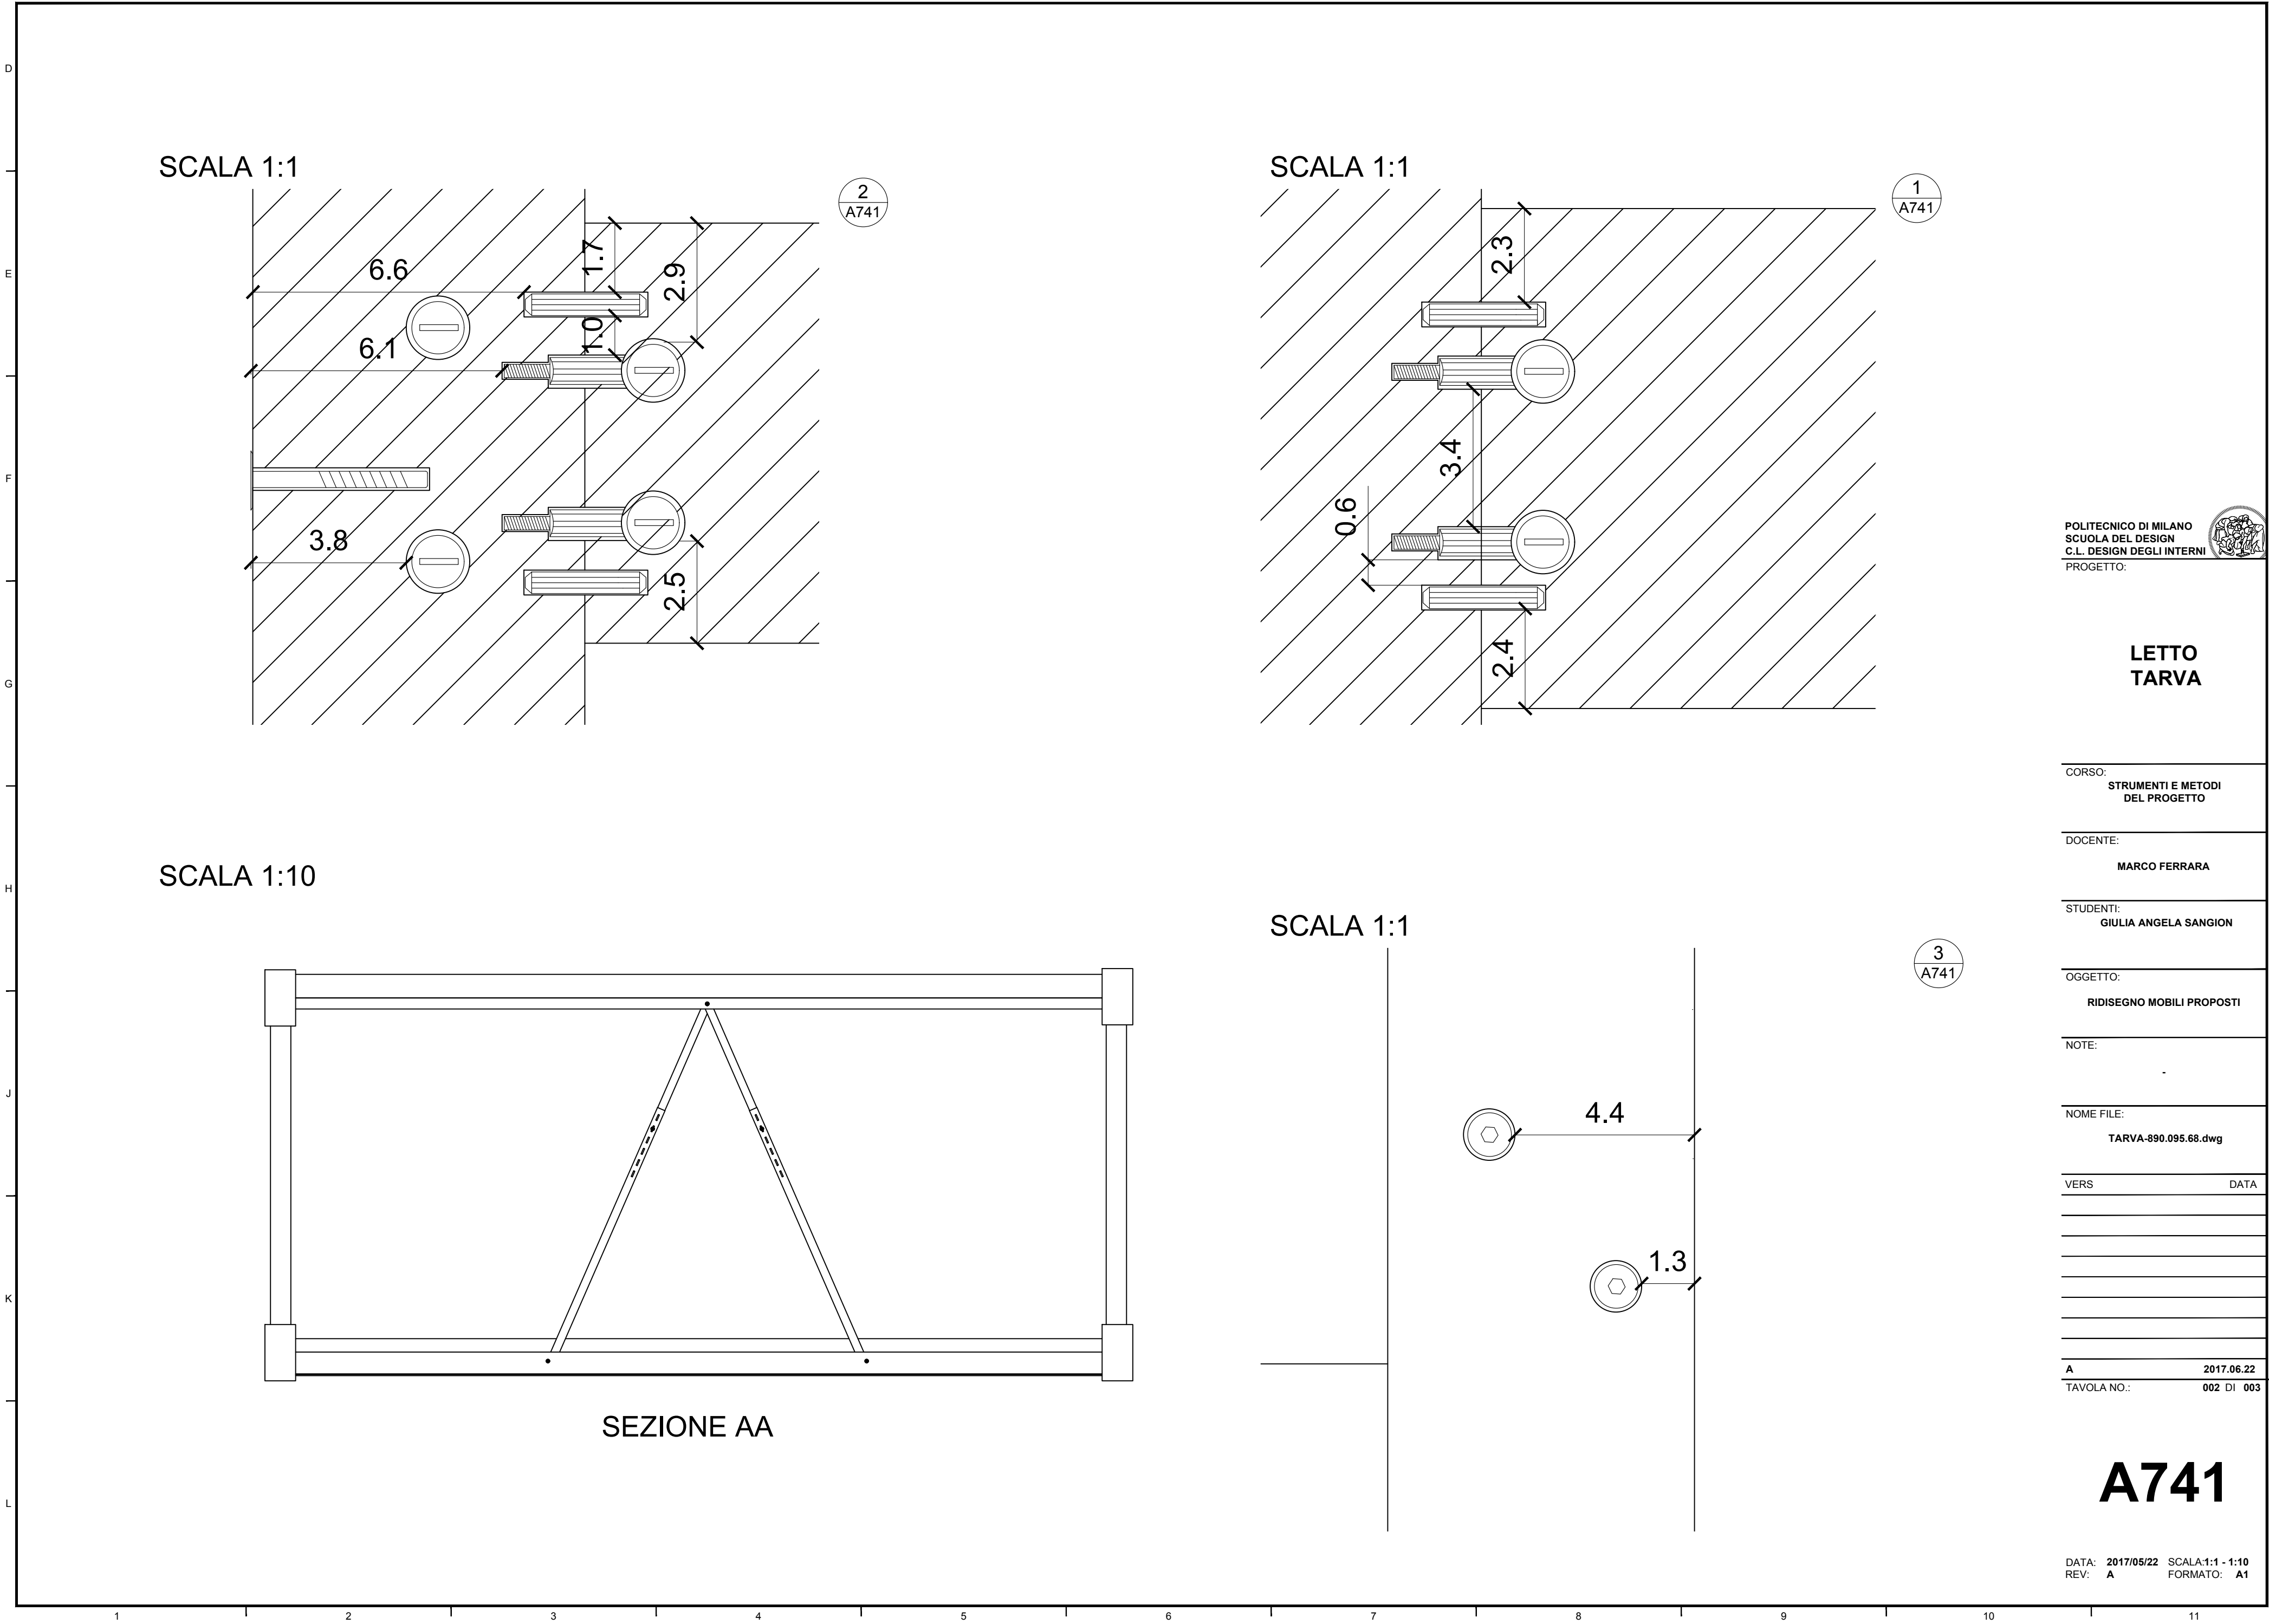 D
E
F
G
H
J
K
L
SCALA 1:1
2
A741
6.6
6.1
3.8
1.7
1.0
2.9
2.5
SCALA 1:1
1
A741
2.3
3.4
0.6
2.4
SCALA 1:10
SEZIONE AA
SCALA 1:1
3
A741
4.4
1.3
POLITECNICO DI MILANO
SCUOLA DEL DESIGN
C.L. DESIGN DEGLI INTERNI
PROGETTO:
LETTO
TARVA
CORSO:
STRUMENTI E METODI
DEL PROGETTO
DOCENTE:
MARCO FERRARA
STUDENTI:
GIULIA ANGELA SANGION
OGGETTO:
RIDISEGNO MOBILI PROPOSTI
NOTE:
-
NOME FILE:
TARVA-890.095.68.dwg
VERS DATA
A 2017.06.22
TAVOLA NO.: 002 DI 003
A741
DATA: 2017/05/22 SCALA:1:1 - 1:10
REV: A FORMATO: A1
1 2 3 4 5 6 7 8 9 10 11